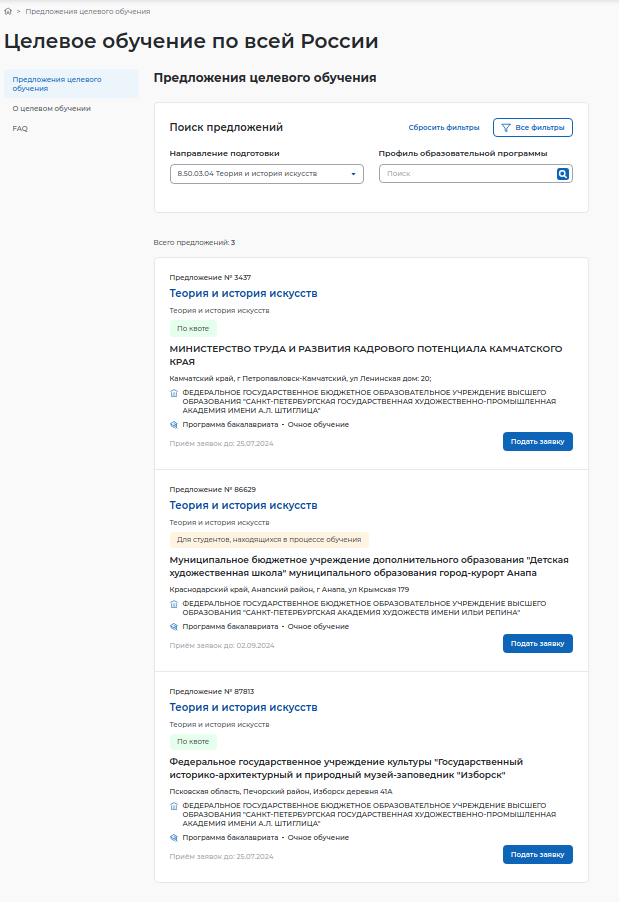 > Предложения целевого обучения
Целевое обучение по всей России
Предложения целевого
обучения
О целевом обучении
FAQ
Предложения целевого обучения
Поиск предложений
Сбросить фильтры
Все фильтры
Направление подготовки
Профиль образовательной программы
8.50.03.04 Теория и история искусств
Поиск
Всего предложений: 3
Предложение № 3437
Теория и история искусств
Теория и история искусств
По квоте
МИНИСТЕРСТВО ТРУДА И РАЗВИТИЯ КАДРОВОГО ПОТЕНЦИАЛА КАМЧАТСКОГО
КРАЯ
Камчатский край, г Петропавловск-Камчатский, ул Ленинская дом: 20;
ФЕДЕРАЛЬНОЕ ГОСУДАРСТВЕННОЕ БЮДЖЕТНОЕ ОБРАЗОВАТЕЛЬНОЕ УЧРЕЖДЕНИЕ ВЫСШЕГО
ОБРАЗОВАНИЯ "САНКТ-ПЕТЕРБУРГСКАЯ ГОСУДАРСТВЕННАЯ ХУДОЖЕСТВЕННО-ПРОМЫШЛЕННАЯ
АКАДЕМИЯ ИМЕНИ А.Л. ШТИГЛИЦА"
Программа бакалавриата • Очное обучение
Приём заявок до: 25.07.2024
Подать заявку
Предложение № 86629
Теория и история искусств
Теория и история искусств
Для студентов, находящихся в процессе обучения
Муниципальное бюджетное учреждение дополнительного образования "Детская
художественная школа" муниципального образования город-курорт Анапа
Краснодарский край, Анапский район, г Анапа, ул Крымская 179
ФЕДЕРАЛЬНОЕ ГОСУДАРСТВЕННОЕ БЮДЖЕТНОЕ ОБРАЗОВАТЕЛЬНОЕ УЧРЕЖДЕНИЕ ВЫСШЕГО
ОБРАЗОВАНИЯ "САНКТ-ПЕТЕРБУРГСКАЯ АКАДЕМИЯ ХУДОЖЕСТВ ИМЕНИ ИЛЬИ РЕПИНА"
Программа бакалавриата • Очное обучение
Приём заявок до: 02.09.2024
Подать заявку
Предложение № 87813
Теория и история искусств
Теория и история искусств
По квоте
Федеральное государственное учреждение культуры "Государственный
историко-архитектурный и природный музей-заповедник "Изборск"
Псковская область, Печорский район, Изборск деревня 41А
ФЕДЕРАЛЬНОЕ ГОСУДАРСТВЕННОЕ БЮДЖЕТНОЕ ОБРАЗОВАТЕЛЬНОЕ УЧРЕЖДЕНИЕ ВЫСШЕГО
ОБРАЗОВАНИЯ "САНКТ-ПЕТЕРБУРГСКАЯ ГОСУДАРСТВЕННАЯ ХУДОЖЕСТВЕННО-ПРОМЫШЛЕННАЯ
АКАДЕМИЯ ИМЕНИ А.Л. ШТИГЛИЦА"
Программа бакалавриата • Очное обучение
Приём заявок до: 25.07.2024
Подать заявку